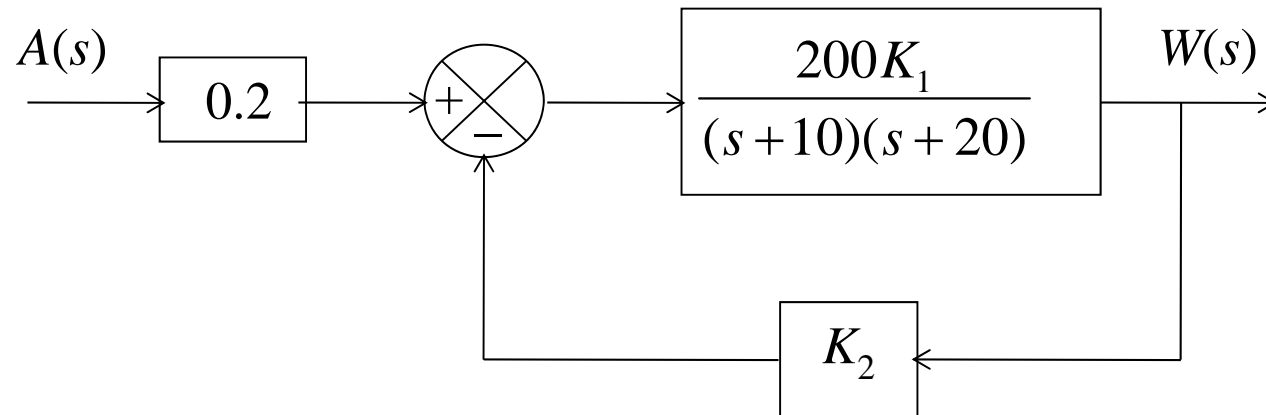 A(s)
0.2
+
−
200K₁
(s+10)(s+20)
W(s)
K₂